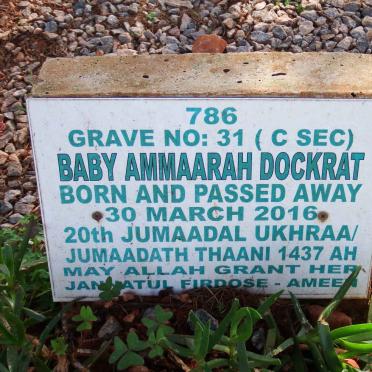 786
GRAVE NO: 31 ( C SEC)
BABY AMMAARAH DOCKRAT
BORN AND PASSED AWAY
30 MARCH 2016
20th JUMAADAL UKHRAA/
JUMAADATH THAANI 1437 AH
MAY ALLAH GRANT HER
JANNATUL FIRDOSE - AMEEN